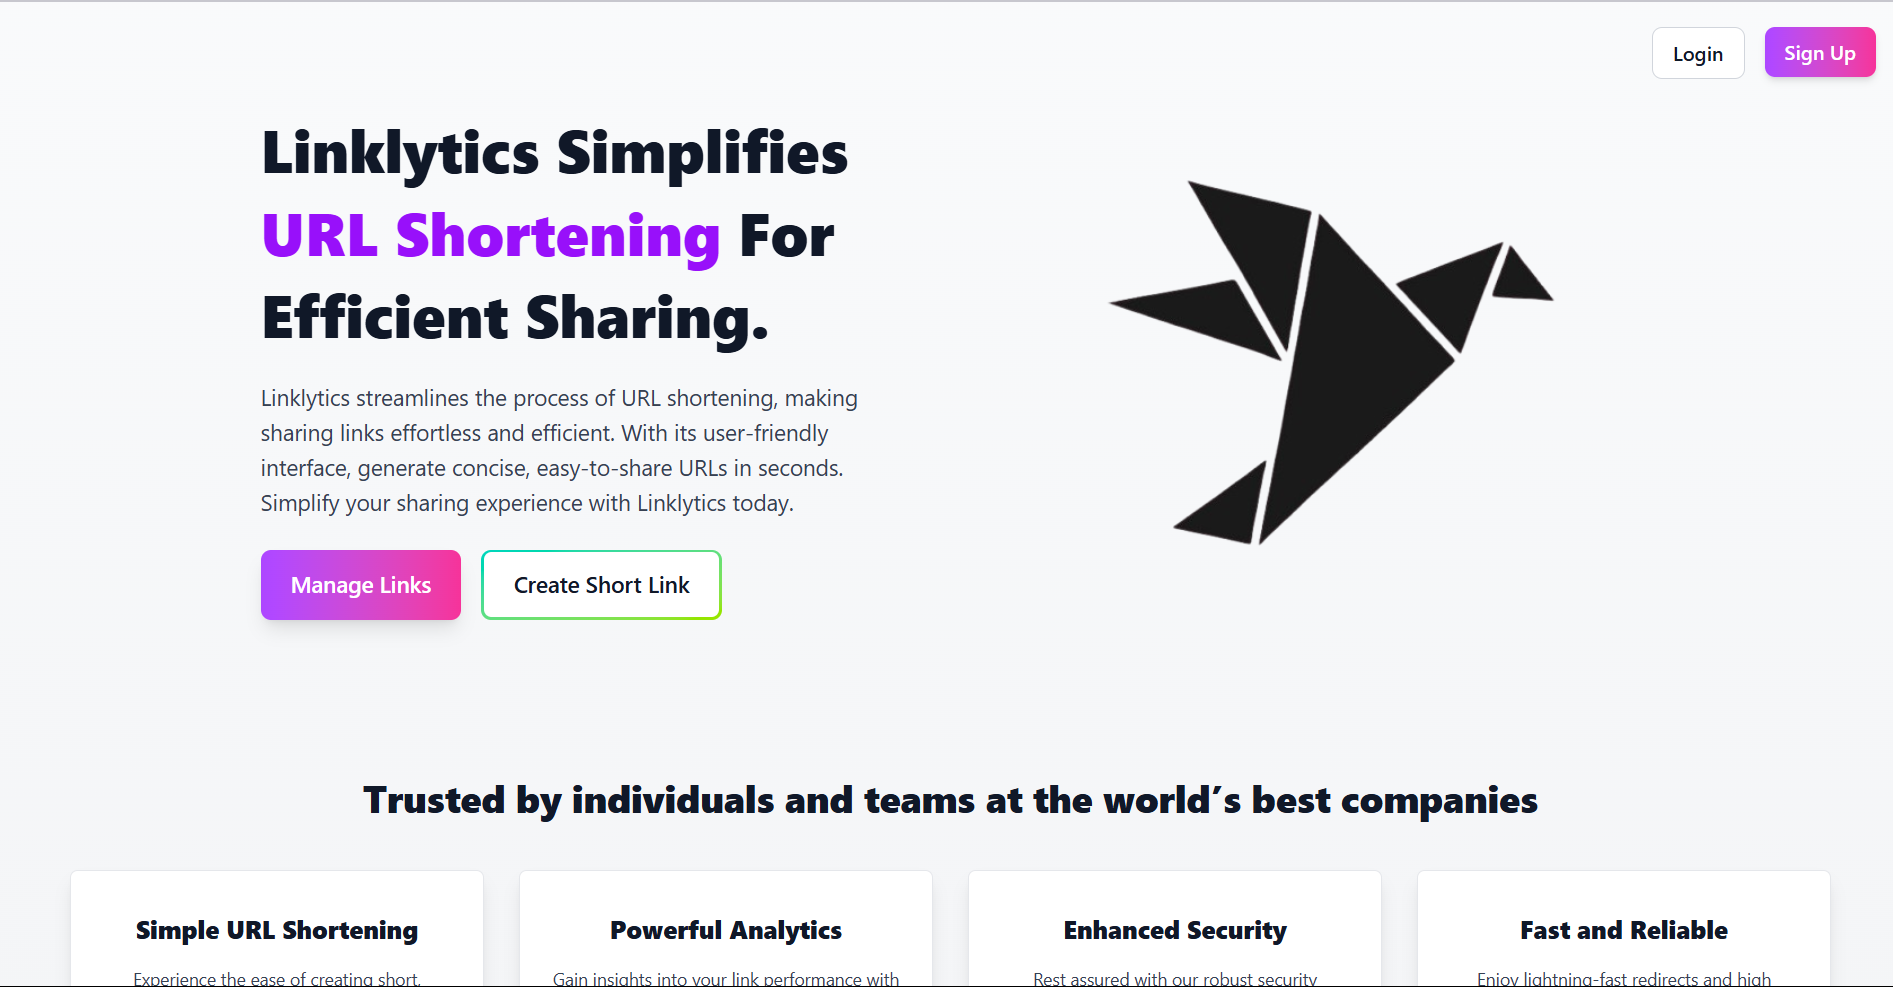 Login
Sign Up
Linklytics Simplifies
URL Shortening For
Efficient Sharing.
Linklytics streamlines the process of URL shortening, making
sharing links effortless and efficient. With its user-friendly
interface, generate concise, easy-to-share URLs in seconds.
Simplify your sharing experience with Linklytics today.
Manage Links
Create Short Link
Trusted by individuals and teams at the world’s best companies
Simple URL Shortening
Experience the ease of creating short,
Powerful Analytics
Gain insights into your link performance with
Enhanced Security
Rest assured with our robust security
Fast and Reliable
Enjoy lightning-fast redirects and high